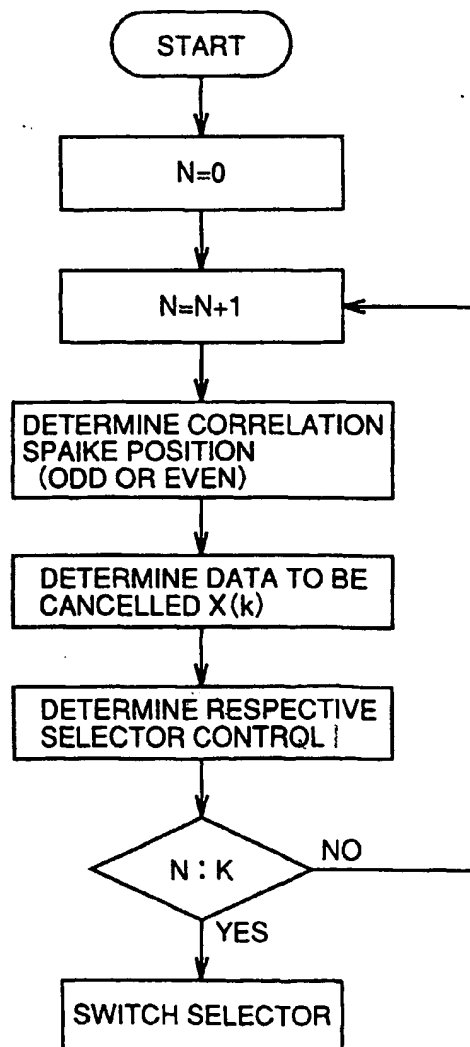 START
N=0
N=N+1
DETERMINE CORRELATION
SPAIKE POSITION
(ODD OR EVEN)
DETERMINE DATA TO BE
CANCELLED X(k)
DETERMINE RESPECTIVE
SELECTOR CONTROL
N : K
NO
YES
SWITCH SELECTOR